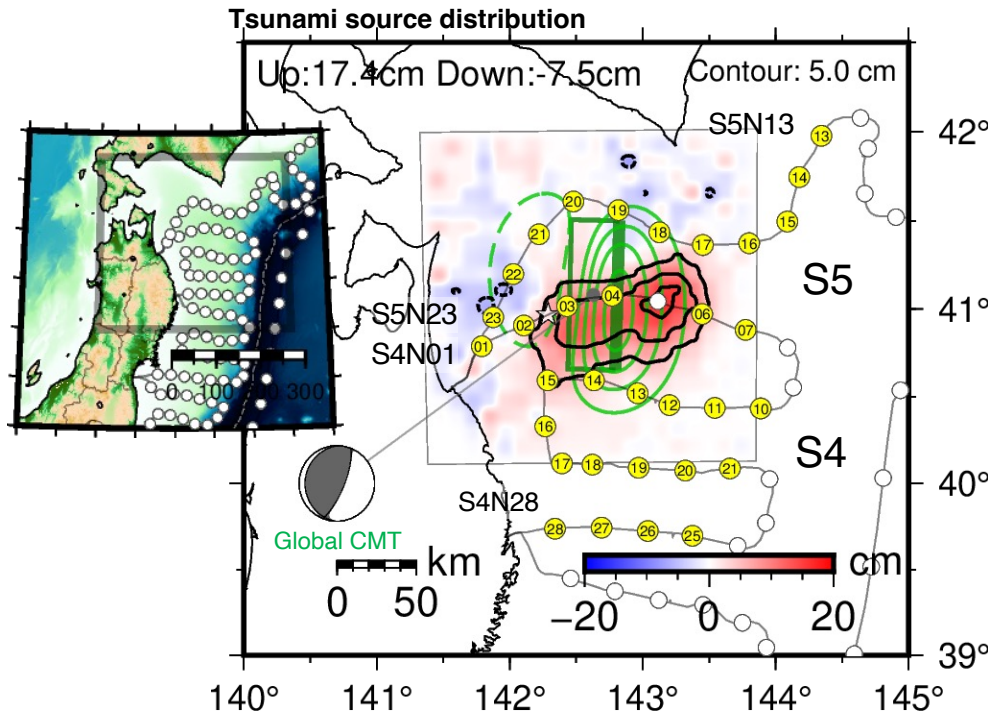 Tsunami source distribution
Up:17.4cm Down:-7.5cm
Contour: 5.0 cm
S5N13
42°
13
14
20
19
15
18
21
17
16
S5
22
S5N23
23
03
04
41°
02
06
07
S4N01
01
15
14
13
12
11
10
16
S4
17
18
19
20
21
S4N28
40°
28
27
26
25
Global CMT
km
0 50
cm
−20 0 20
0 100 200 300
39°
140° 141° 142° 143° 144° 145°